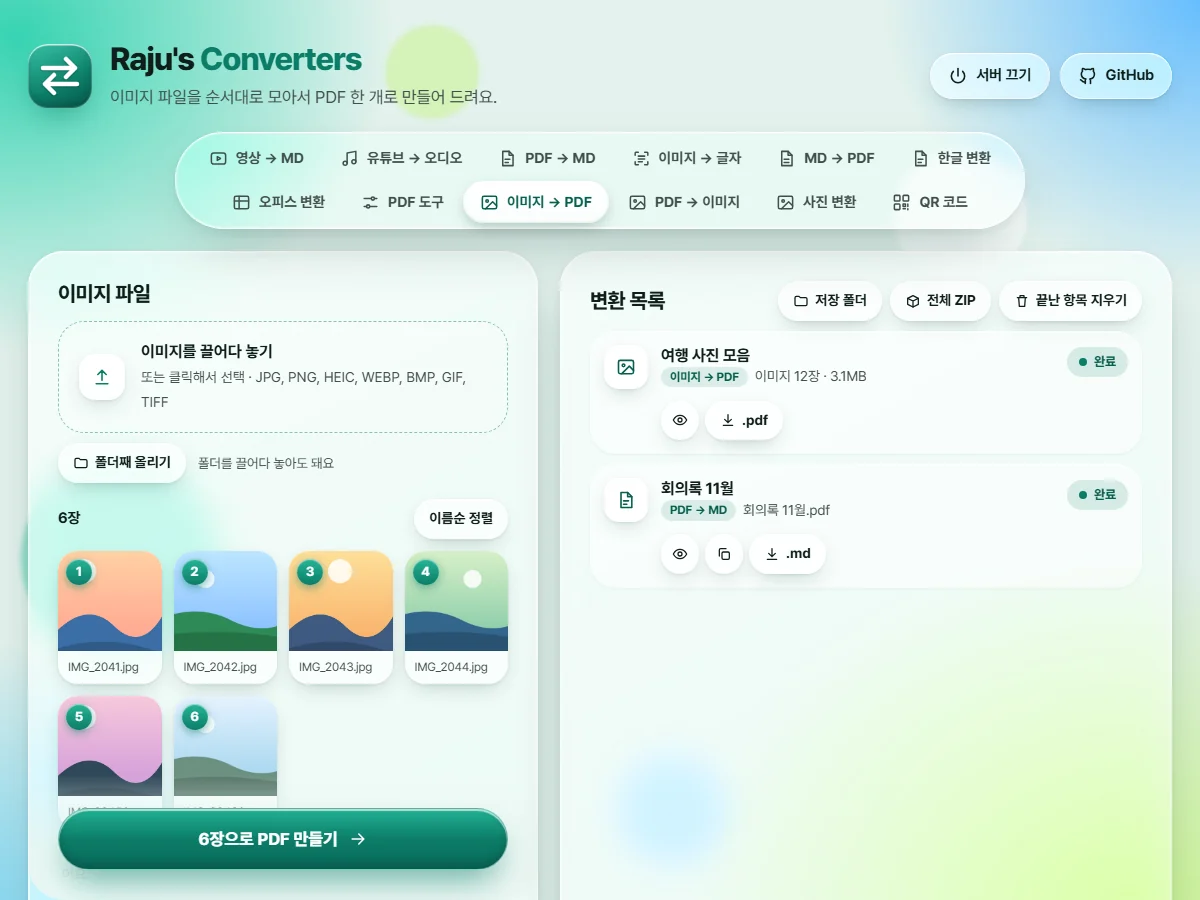 Raju's Converters
이미지 파일을 순서대로 모아서 PDF 한 개로 만들어 드려요.
서버 끄기
GitHub
영상 → MD
유튜브 → 오디오
PDF → MD
이미지 → 글자
MD → PDF
한글 변환
오피스 변환
PDF 도구
이미지 → PDF
PDF → 이미지
사진 변환
QR 코드
이미지 파일
이미지를 끌어다 놓기
또는 클릭해서 선택 · JPG, PNG, HEIC, WEBP, BMP, GIF,
TIFF
폴더째 올리기
폴더를 끌어다 놓아도 돼요
6장
이름순 정렬
1
2
3
4
IMG_2041.jpg
IMG_2042.jpg
IMG_2043.jpg
IMG_2044.jpg
5
6
6장으로 PDF 만들기 →
변환 목록
저장 폴더
전체 ZIP
끝난 항목 지우기
여행 사진 모음
이미지 → PDF
이미지 12장 · 3.1MB
완료
.pdf
회의록 11월
PDF → MD
회의록 11월.pdf
완료
.md